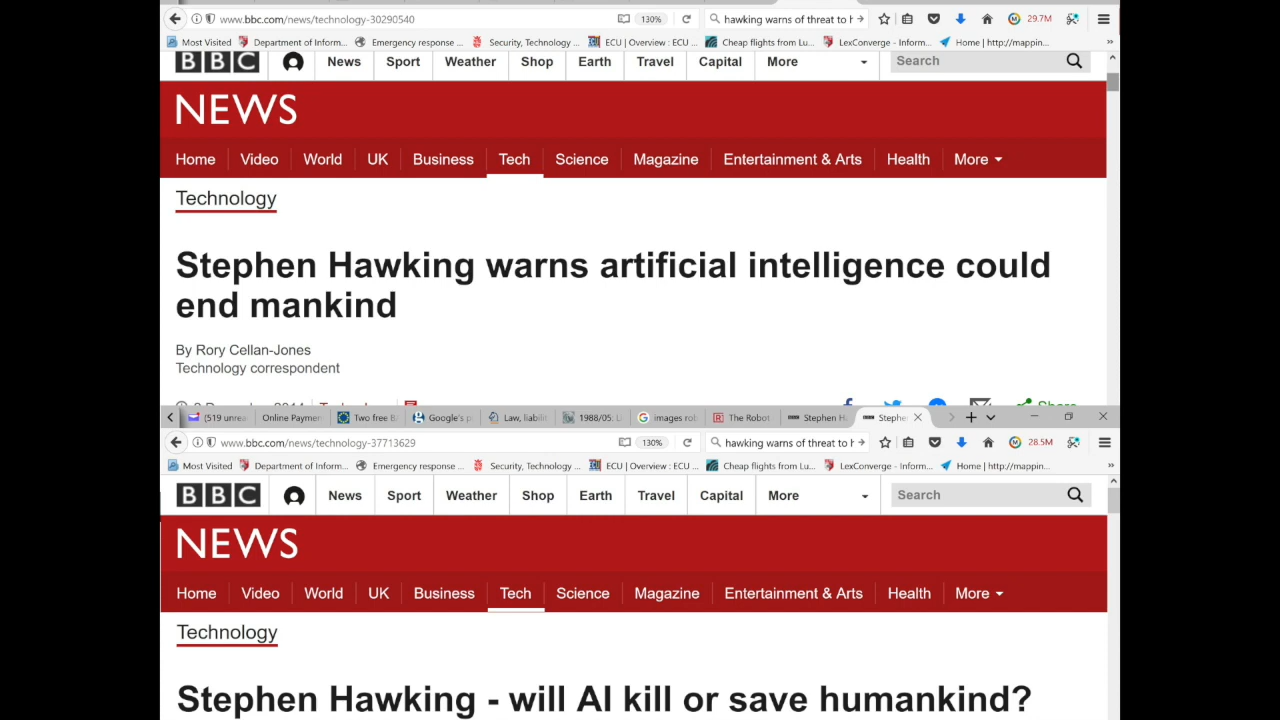 www.bbc.com/news/technology-30290540 130% hawking warns of threat to h 29.7M
Most Visited Department of Inform... Emergency response ... Security, Technology ... ECU | Overview : ECU ... Cheap flights from Lu... LexConverge - Inform... Home | http://mappin... »
BBC News Sport Weather Shop Earth Travel Capital More Search
NEWS
Home Video World UK Business Tech Science Magazine Entertainment & Arts Health More
Technology
Stephen Hawking warns artificial intelligence could
end mankind
By Rory Cellan-Jones
Technology correspondent
Share
(519 unrea Online Paymen Two free B Google's p Law, liabilit 1988/05: L images rob The Robot Stephen H Stephe
www.bbc.com/news/technology-37713629 130% hawking warns of threat to h 28.5M
Most Visited Department of Inform... Emergency response ... Security, Technology ... ECU | Overview : ECU ... Cheap flights from Lu... LexConverge - Inform... Home | http://mappin... »
BBC News Sport Weather Shop Earth Travel Capital More Search
NEWS
Home Video World UK Business Tech Science Magazine Entertainment & Arts Health More
Technology
Stephen Hawking - will AI kill or save humankind?